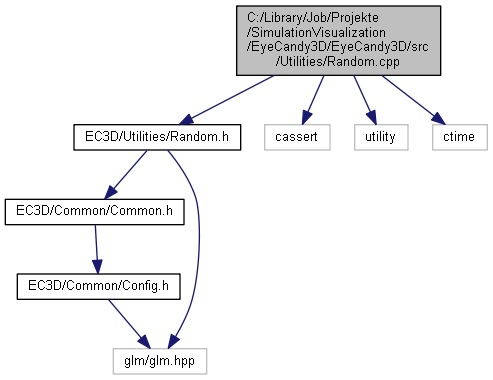 C:/Library/Job/Projekte
/SimulationVisualization
/EyeCandy3D/EyeCandy3D/src
/Utilities/Random.cpp
EC3D/Utilities/Random.h
cassert
utility
ctime
EC3D/Common/Common.h
EC3D/Common/Config.h
glm/glm.hpp